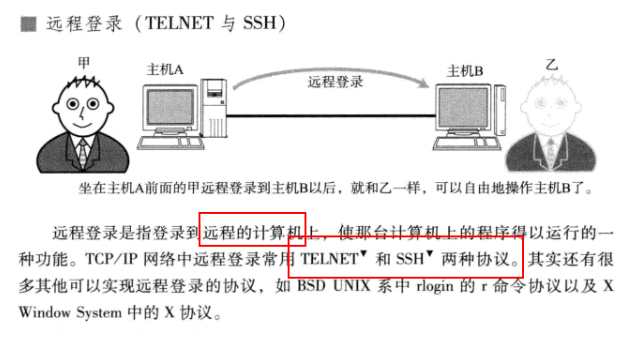 ■ 远程登录（TELNET 与 SSH）
甲
主机A
远程登录
主机B
乙
坐在主机A前面的甲远程登录到主机B以后，就和乙一样，可以自由地操作主机B了。
远程登录是指登录到远程的计算机上，使那台计算机上的程序得以运行的一
种功能。TCP/IP 网络中远程登录常用 TELNET▼ 和 SSH▼ 两种协议。其实还有很
多其他可以实现远程登录的协议，如 BSD UNIX 系中 rlogin 的 r 命令协议以及 X
Window System 中的 X 协议。